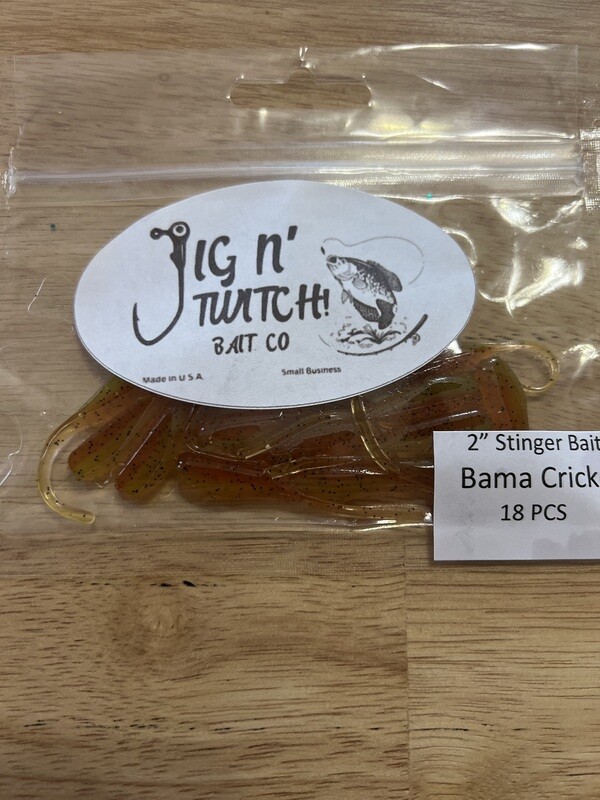 JIG N'
TWITCH!
BAIT CO
Made in U S A
Small Business
2” Stinger Bait
Bama Crick
18 PCS